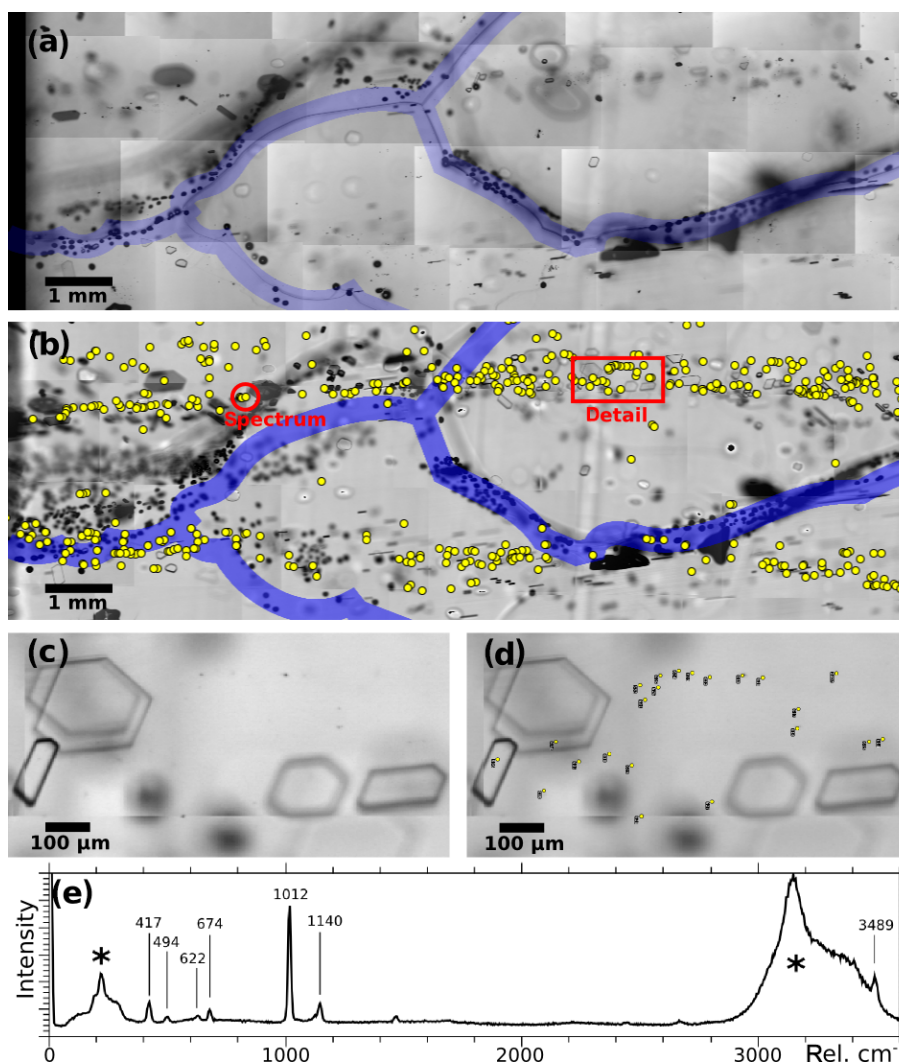 (a)
1 mm
(b)
Spectrum
Detail
1 mm
(c)
100 μm
(d)
100 μm
(e)
Intensity
*
417
494
622
674
1012
1140
*
3489
0 1000 2000 3000 Rel. cm⁻